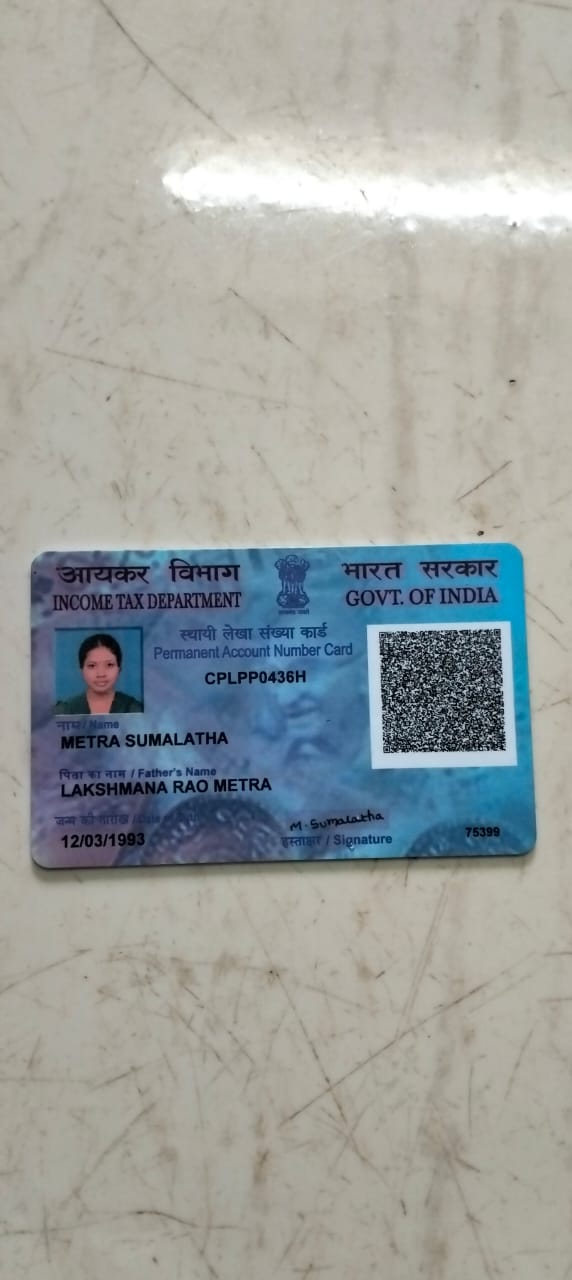 आयकर विभाग
INCOME TAX DEPARTMENT
भारत सरकार
GOVT. OF INDIA
स्थायी लेखा संख्या कार्ड
Permanent Account Number Card
CPLPP0436H
नाम / Name
METRA SUMALATHA
पिता का नाम / Father's Name
LAKSHMANA RAO METRA
जन्म की तारीख / Date of Birth
12/03/1993
M. Sumalatha
हस्ताक्षर / Signature
75399